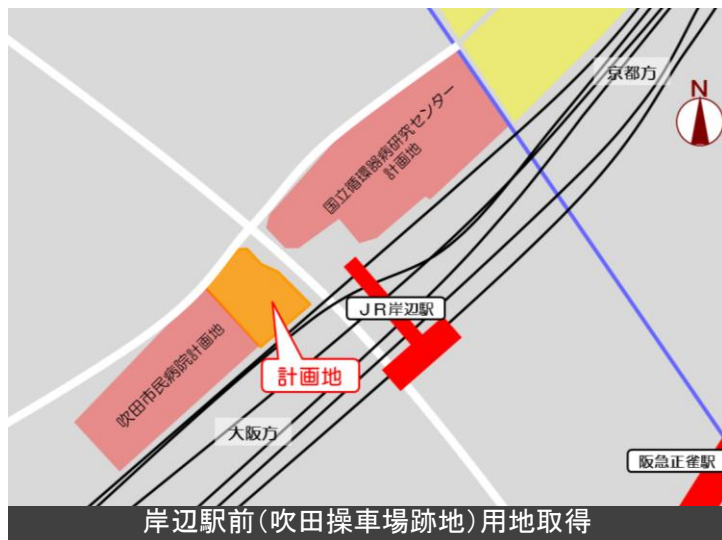 京都方
N
国立循環器病研究センター
計画地
JR岸辺駅
計画地
吹田市民病院計画地
大阪方
阪急正雀駅
岸辺駅前(吹田操車場跡地)用地取得